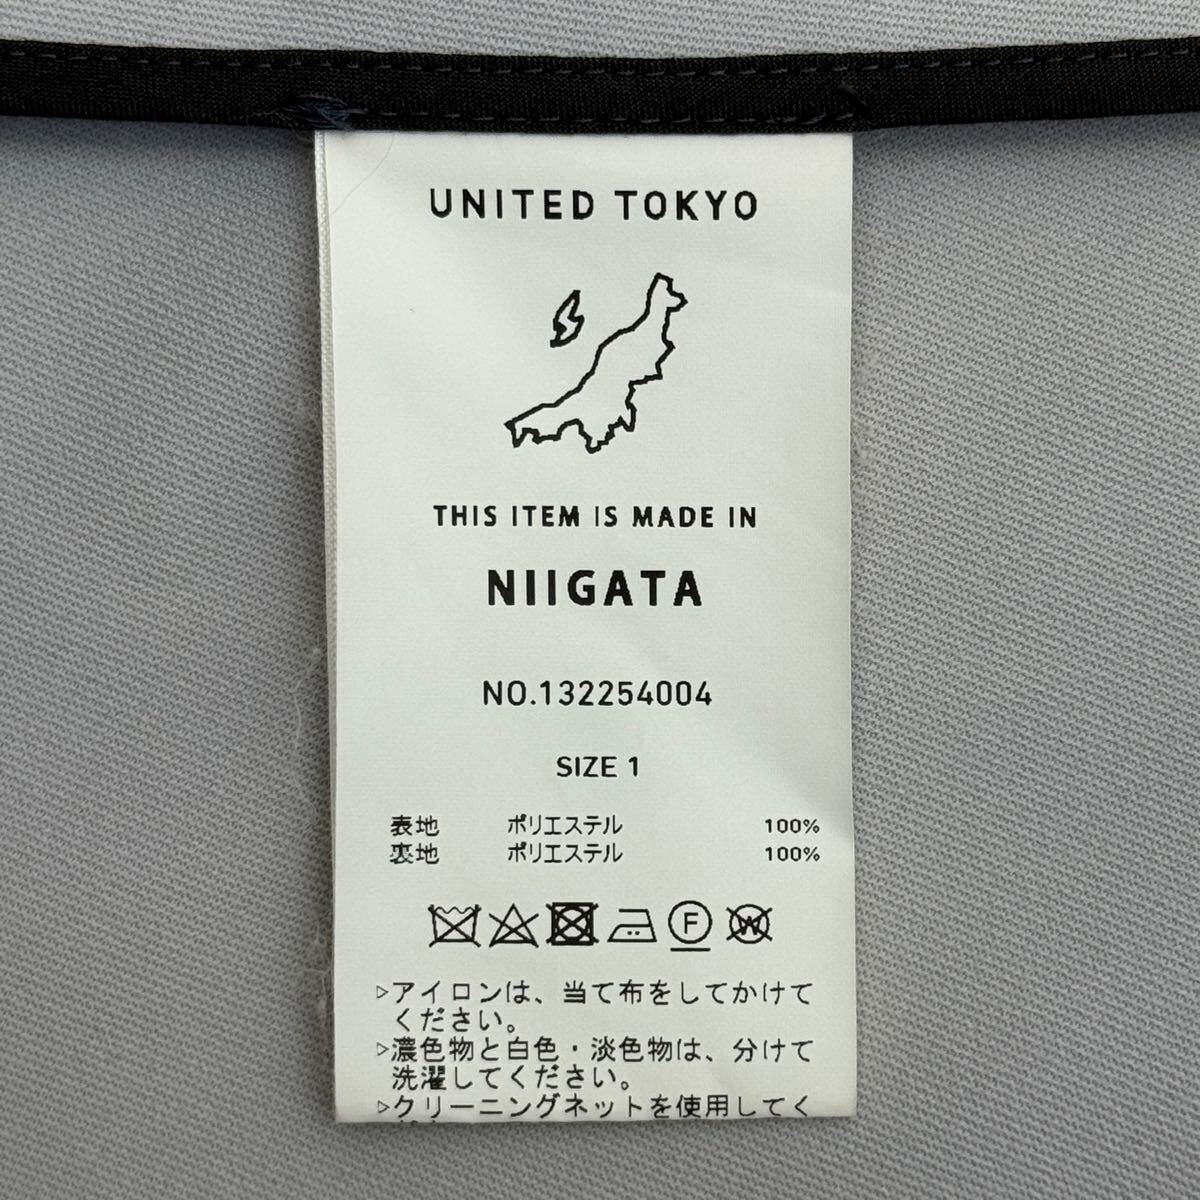 UNITED TOKYO
THIS ITEM IS MADE IN
NIIGATA
NO.132254004
SIZE 1
表地 ポリエステル 100%
裏地 ポリエステル 100%
F W
▷アイロンは、当て布をしてかけて
ください。
▷濃色物と白色・淡色物は、分けて
洗濯してください。
▷クリーニングネットを使用してく